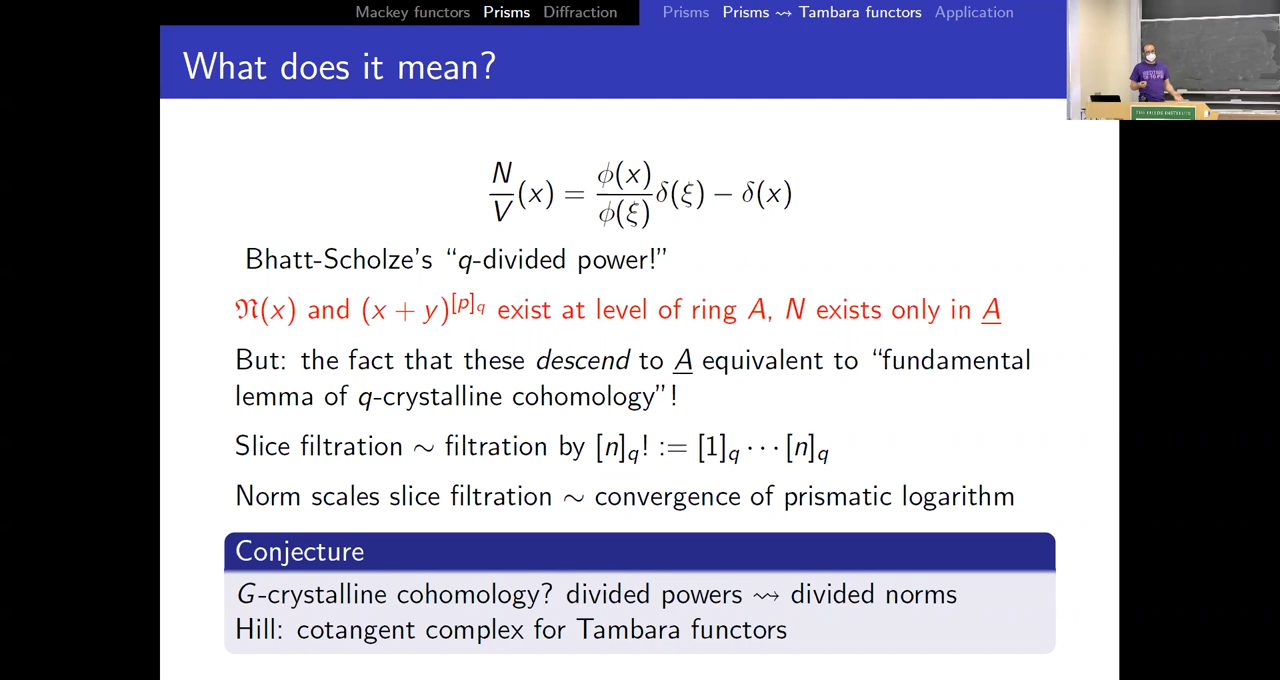 Mackey functors Prisms Diffraction Prisms Prisms ⇝ Tambara functors Application
What does it mean?
N/V (x) = φ(x)/φ(ξ) δ(ξ) − δ(x)
Bhatt-Scholze's “q-divided power!”
𝔑(x) and (x + y)^{[p]_q} exist at level of ring A, N exists only in A̲
But: the fact that these descend to A̲ equivalent to “fundamental
lemma of q-crystalline cohomology”!
Slice filtration ∼ filtration by [n]_q! := [1]_q ⋯ [n]_q
Norm scales slice filtration ∼ convergence of prismatic logarithm
Conjecture
G-crystalline cohomology? divided powers ⇝ divided norms
Hill: cotangent complex for Tambara functors